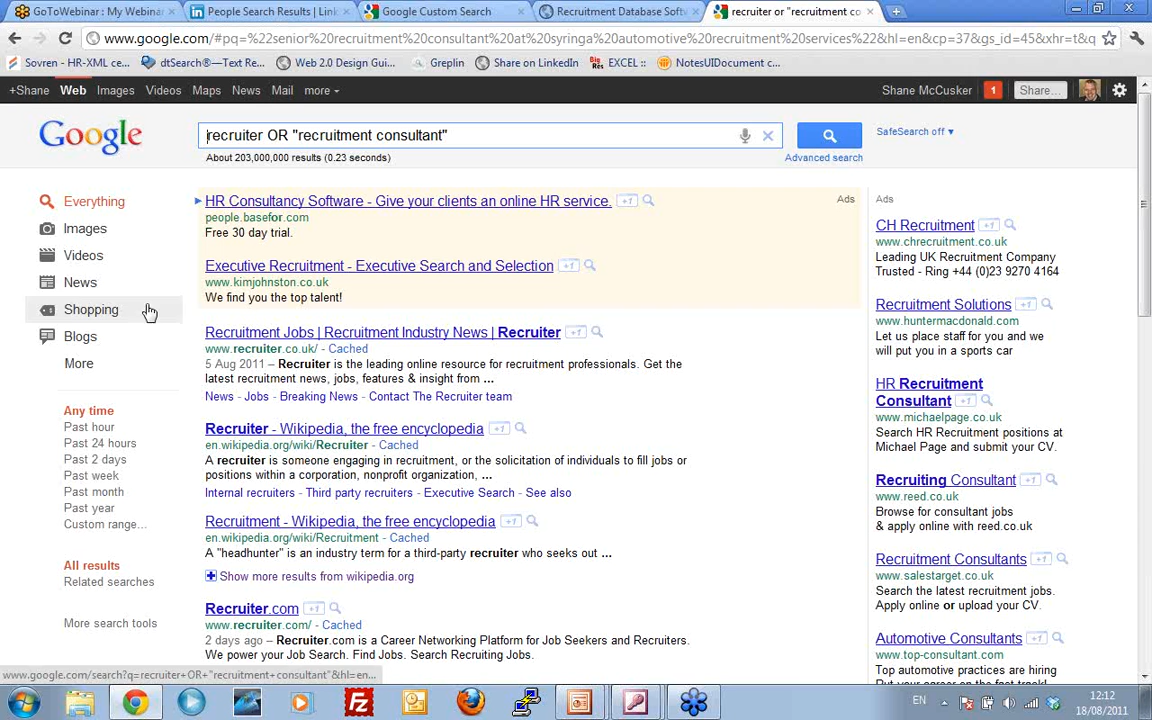 GoToWebinar : My Webinar
People Search Results | Link
Google Custom Search
Recruitment Database Softw
recruiter or "recruitment co
www.google.com/#pq=%22senior%20recruitment%20consultant%20at%20syringa%20automotive%20recruitment%20services%22&hl=en&cp=37&gs_id=45&xhr=t&q
Sovren - HR-XML ce...
dtSearch®—Text Re...
Web 2.0 Design Gui...
Greplin
Share on LinkedIn
EXCEL ::
NotesUIDocument c...
+Shane Web Images Videos Maps News Mail more
Shane McCusker 1 Share...
Google
recruiter OR "recruitment consultant"
SafeSearch off
About 203,000,000 results (0.23 seconds)
Advanced search
Everything
Images
Videos
News
Shopping
Blogs
More
Any time
Past hour
Past 24 hours
Past 2 days
Past week
Past month
Past year
Custom range...
All results
Related searches
More search tools
HR Consultancy Software - Give your clients an online HR service. +1
Ads
people.basefor.com
Free 30 day trial.
Executive Recruitment - Executive Search and Selection +1
www.kimjohnston.co.uk
We find you the top talent!
Recruitment Jobs | Recruitment Industry News | Recruiter +1
www.recruiter.co.uk/ - Cached
5 Aug 2011 – Recruiter is the leading online resource for recruitment professionals. Get the
latest recruitment news, jobs, features & insight from ...
News - Jobs - Breaking News - Contact The Recruiter team
Recruiter - Wikipedia, the free encyclopedia +1
en.wikipedia.org/wiki/Recruiter - Cached
A recruiter is someone engaging in recruitment, or the solicitation of individuals to fill jobs or
positions within a corporation, nonprofit organization, ...
Internal recruiters - Third party recruiters - Executive Search - See also
Recruitment - Wikipedia, the free encyclopedia +1
en.wikipedia.org/wiki/Recruitment - Cached
A "headhunter" is an industry term for a third-party recruiter who seeks out ...
Show more results from wikipedia.org
Recruiter.com +1
www.recruiter.com/ - Cached
2 days ago – Recruiter.com is a Career Networking Platform for Job Seekers and Recruiters.
We power your Job Search. Find Jobs. Search Recruiting Jobs.
Ads
CH Recruitment +1
www.chrecruitment.co.uk
Leading UK Recruitment Company
Trusted - Ring +44 (0)23 9270 4164
Recruitment Solutions +1
www.huntermacdonald.com
Let us place staff for you and we
will put you in a sports car
HR Recruitment
Consultant +1
www.michaelpage.co.uk
Search HR Recruitment positions at
Michael Page and submit your CV.
Recruiting Consultant +1
www.reed.co.uk
Browse for consultant jobs
& apply online with reed.co.uk
Recruitment Consultants +1
www.salestarget.co.uk
Search the latest recruitment jobs.
Apply online or upload your CV.
Automotive Consultants +1
www.top-consultant.com
Top automotive practices are hiring
www.google.com/search?q=recruiter+OR+"recruitment+consultant"&hl=en...
EN
12:12
18/08/2011